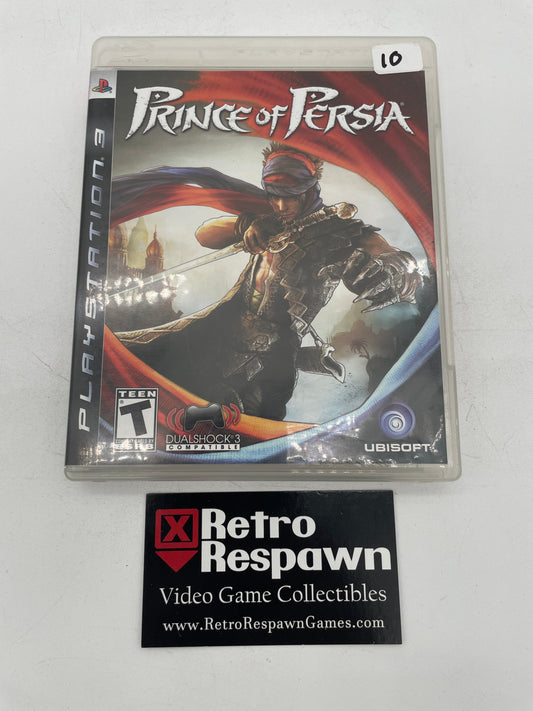 10
PRINCE OF PERSIA
PLAYSTATION 3
TEEN
T
ESRB
DUALSHOCK 3
COMPATIBLE
UBISOFT
X Retro
Respawn
Video Game Collectibles
www.RetroRespawnGames.com